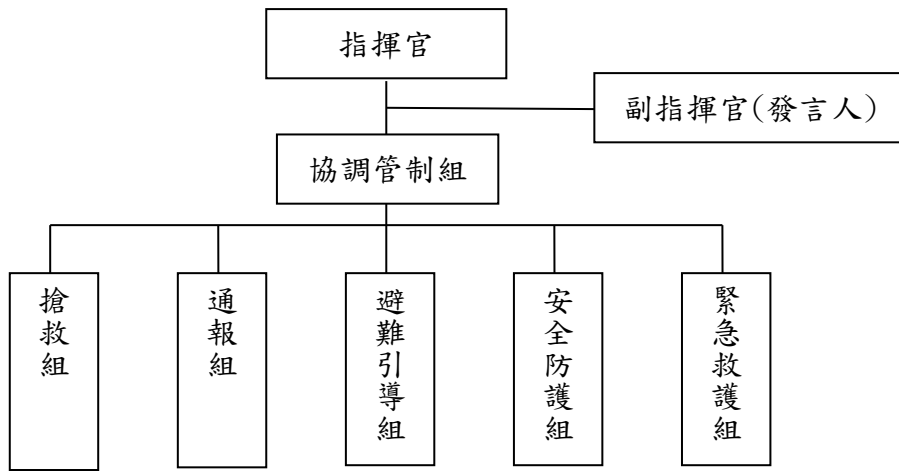 指揮官
副指揮官(發言人)
協調管制組
搶救組
通報組
避難引導組
安全防護組
緊急救護組